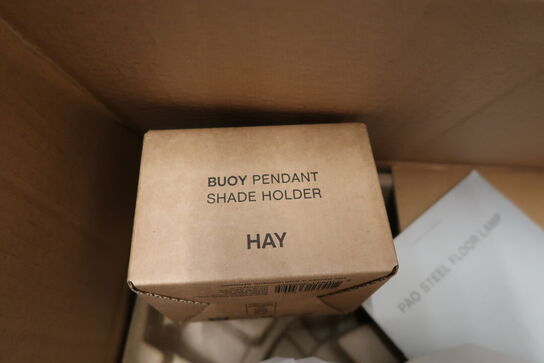 BUOY PENDANT
SHADE HOLDER
HAY
PAO STEEL FLOOR LAMP